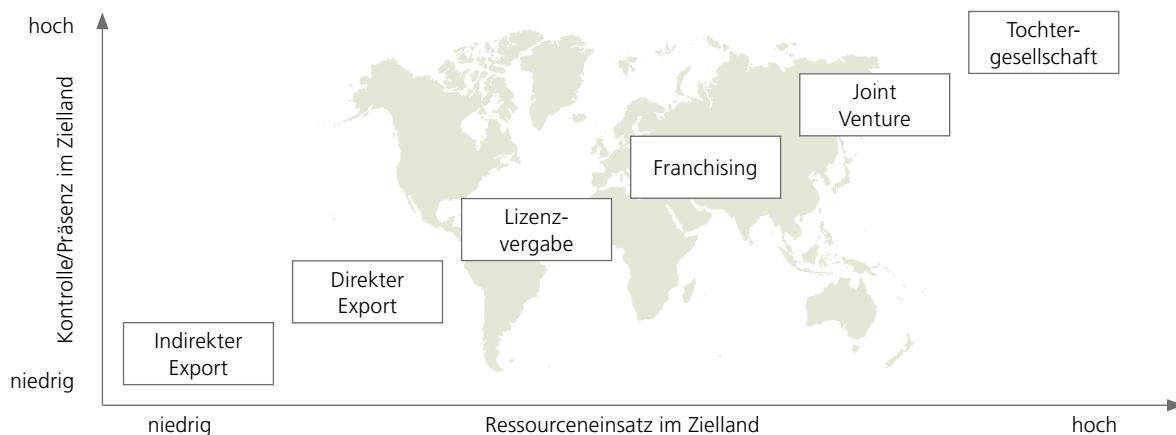 hoch
Kontrolle/Präsenz im Zielland
niedrig
Tochter-
gesellschaft
Joint
Venture
Franchising
Lizenz-
vergabe
Direkter
Export
Indirekter
Export
niedrig
Ressourceneinsatz im Zielland
hoch